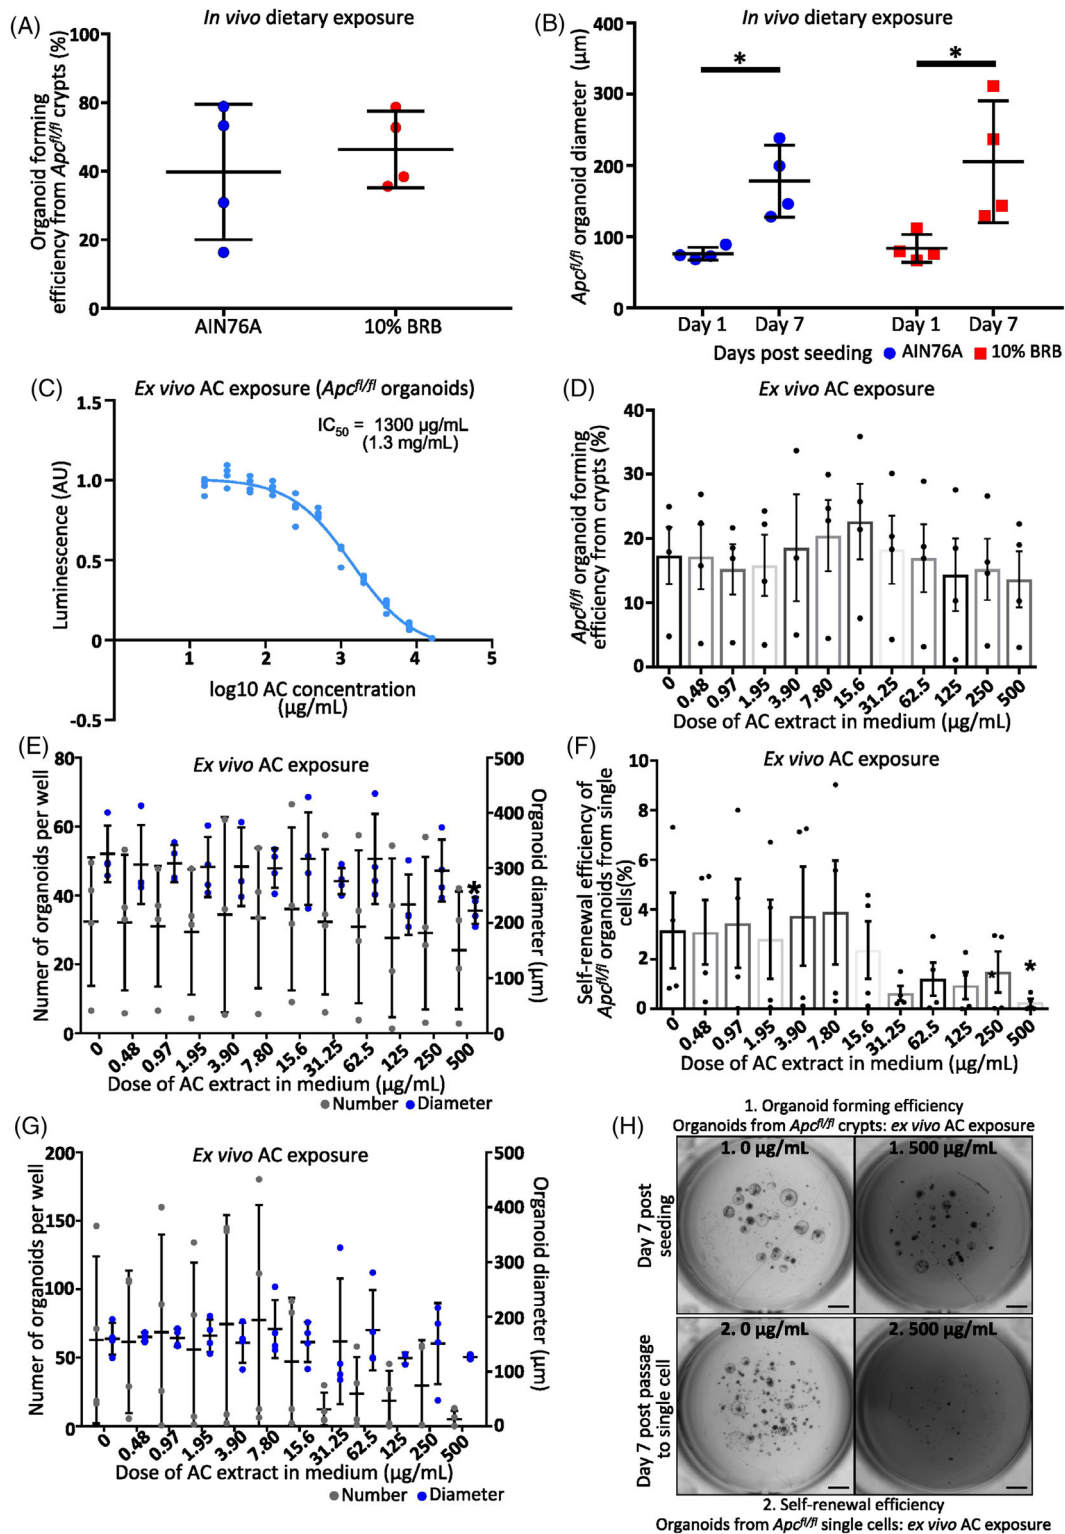 (A)
In vivo dietary exposure
Organoid forming
efficiency from Apcfl/fl crypts (%)
100
80
60
40
20
0
AIN76A
10% BRB
(B)
In vivo dietary exposure
Apcfl/fl organoid diameter (µm)
400
300
200
100
0
*
*
Day 1
Day 7
Day 1
Day 7
Days post seeding
AIN76A
10% BRB
(C)
Ex vivo AC exposure (Apcfl/fl organoids)
IC50 = 1300 µg/mL
(1.3 mg/mL)
Luminescence (AU)
1.5
1.0
0.5
0
-0.5
1
2
3
4
5
log10 AC concentration
(µg/mL)
(D)
Ex vivo AC exposure
Apcfl/fl organoid forming
efficiency from crypts (%)
40
30
20
10
0
0
0.48
0.97
1.95
3.90
7.80
15.6
31.25
62.5
125
250
500
Dose of AC extract in medium (µg/mL)
(E)
Ex vivo AC exposure
Numer of organoids per well
80
60
40
20
0
Organoid diameter
(µm)
500
400
300
200
100
0
*
0
0.48
0.97
1.95
3.90
7.80
15.6
31.25
62.5
125
250
500
Dose of AC extract in medium (µg/mL)
Number
Diameter
(F)
Ex vivo AC exposure
Self-renewal efficiency of
Apcfl/fl organoids from single
cells(%)
10
8
6
4
2
0
*
*
0
0.48
0.97
1.95
3.90
7.80
15.6
31.25
62.5
125
250
500
Dose of AC extract in medium (µg/mL)
(G)
Ex vivo AC exposure
Numer of organoids per well
200
150
100
50
0
Organoid diameter
(µm)
500
400
300
200
100
0
0
0.48
0.97
1.95
3.90
7.80
15.6
31.25
62.5
125
250
500
Dose of AC extract in medium (µg/mL)
Number
Diameter
(H)
1. Organoid forming efficiency
Organoids from Apcfl/fl crypts: ex vivo AC exposure
1. 0 µg/mL
1. 500 µg/mL
Day 7 post
seeding
2. 0 µg/mL
2. 500 µg/mL
Day 7 post passage
to single cell
2. Self-renewal efficiency
Organoids from Apcfl/fl single cells: ex vivo AC exposure